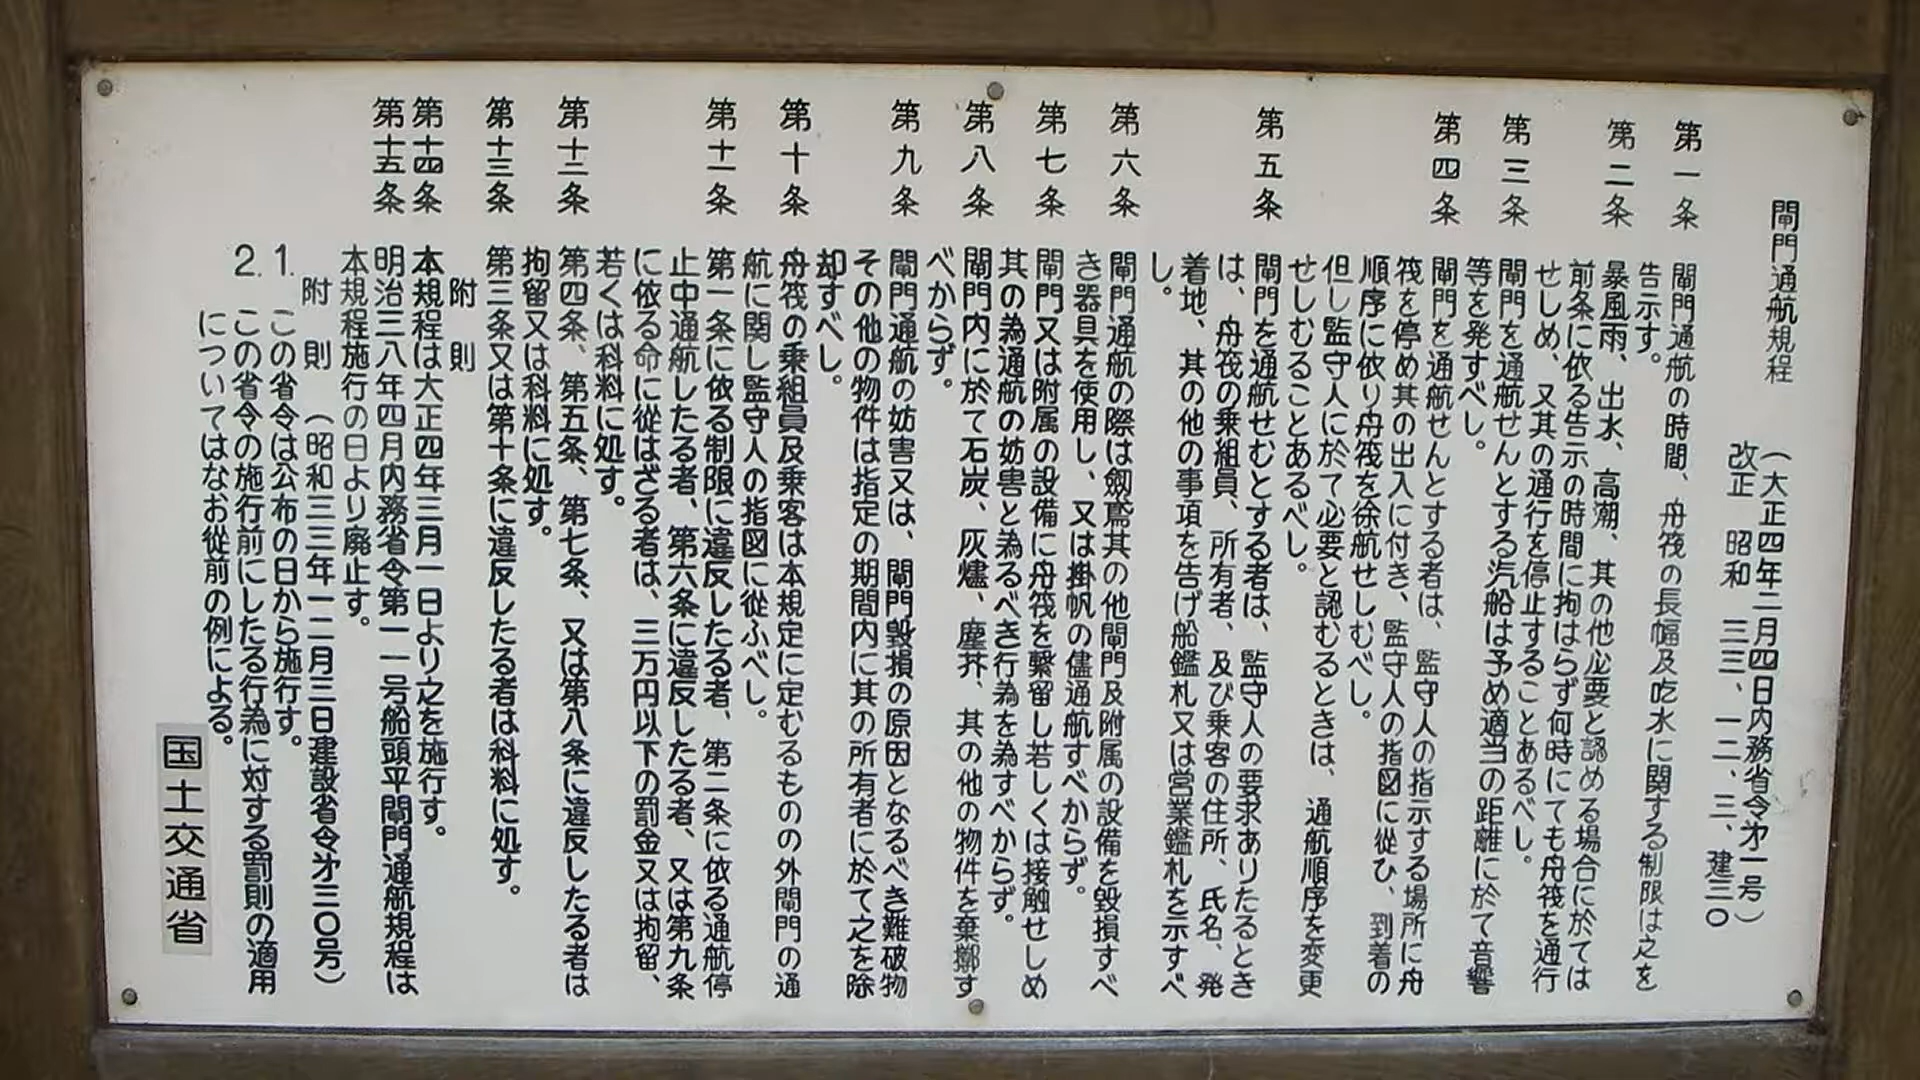 閘門通航規程
（大正四年二月四日内務省令才一号）
改正 昭和 三三、一二、三、建三〇
第一条 閘門通航の時間、舟筏の長幅及吃水に関する制限は之を
告示す。
第二条 暴風雨、出水、高潮、其の他必要と認める場合に於ては
前条に依る告示の時間に拘はらず何時にても舟筏を通行
せしめ、又其の通行を停止することあるべし。
第三条 閘門を通航せんとする汽船は予め適当の距離に於て音響
等を発すべし。
第四条 閘門を通航せんとする者は、監守人の指示する場所に舟
筏を停め其の出入に付き、監守人の指図に從ひ、到着の
順序に依り舟筏を徐航せしむべし。
但し監守人に於て必要と認むるときは、通航順序を変更
せしむることあるべし。
第五条 閘門を通航せむとする者は、監守人の要求ありたるとき
は、舟筏の乗組員、所有者、及び乗客の住所、氏名、発
着地、其の他の事項を告げ船鑑札又は営業鑑札を示すべ
し。
第六条 閘門通航の際は剱鳶其の他閘門及附属の設備を毀損すべ
き器具を使用し、又は掛帆の儘通航すべからず。
第七条 閘門又は附属の設備に舟筏を繋留し若しくは接触せしめ
其の為通航の妨害と為るべき行為を為すべからず。
第八条 閘門内に於て石炭、灰燼、塵芥、其の他の物件を棄擲す
べからず。
第九条 閘門通航の妨害又は、閘門毀損の原因となるべき難破物
その他の物件は指定の期間内に其の所有者に於て之を除
却すべし。
第十条 舟筏の乗組員及乗客は本規定に定むるものの外閘門の通
航に関し監守人の指図に從ふべし。
第十一条 第一条に依る制限に違反したる者、第二条に依る通航停
止中通航したる者、第六条に違反したる者、又は第九条
に依る命に從はざる者は、三万円以下の罰金又は拘留、
若くは科料に処す。
第十二条 第四条、第五条、第七条、又は第八条に違反したる者は
拘留又は科料に処す。
第十三条 第三条又は第十条に違反したる者は科料に処す。
附 則
第十四条 本規程は大正四年三月一日より之を施行す。
第十五条 明治三八年四月内務省令第一一号船頭平閘門通航規程は
本規程施行の日より廃止す。
附 則 （昭和三三年一二月三日建設省令才三〇号）
1. この省令は公布の日から施行す。
2. この省令の施行前にしたる行為に対する罰則の適用
についてはなお從前の例による。
国土交通省